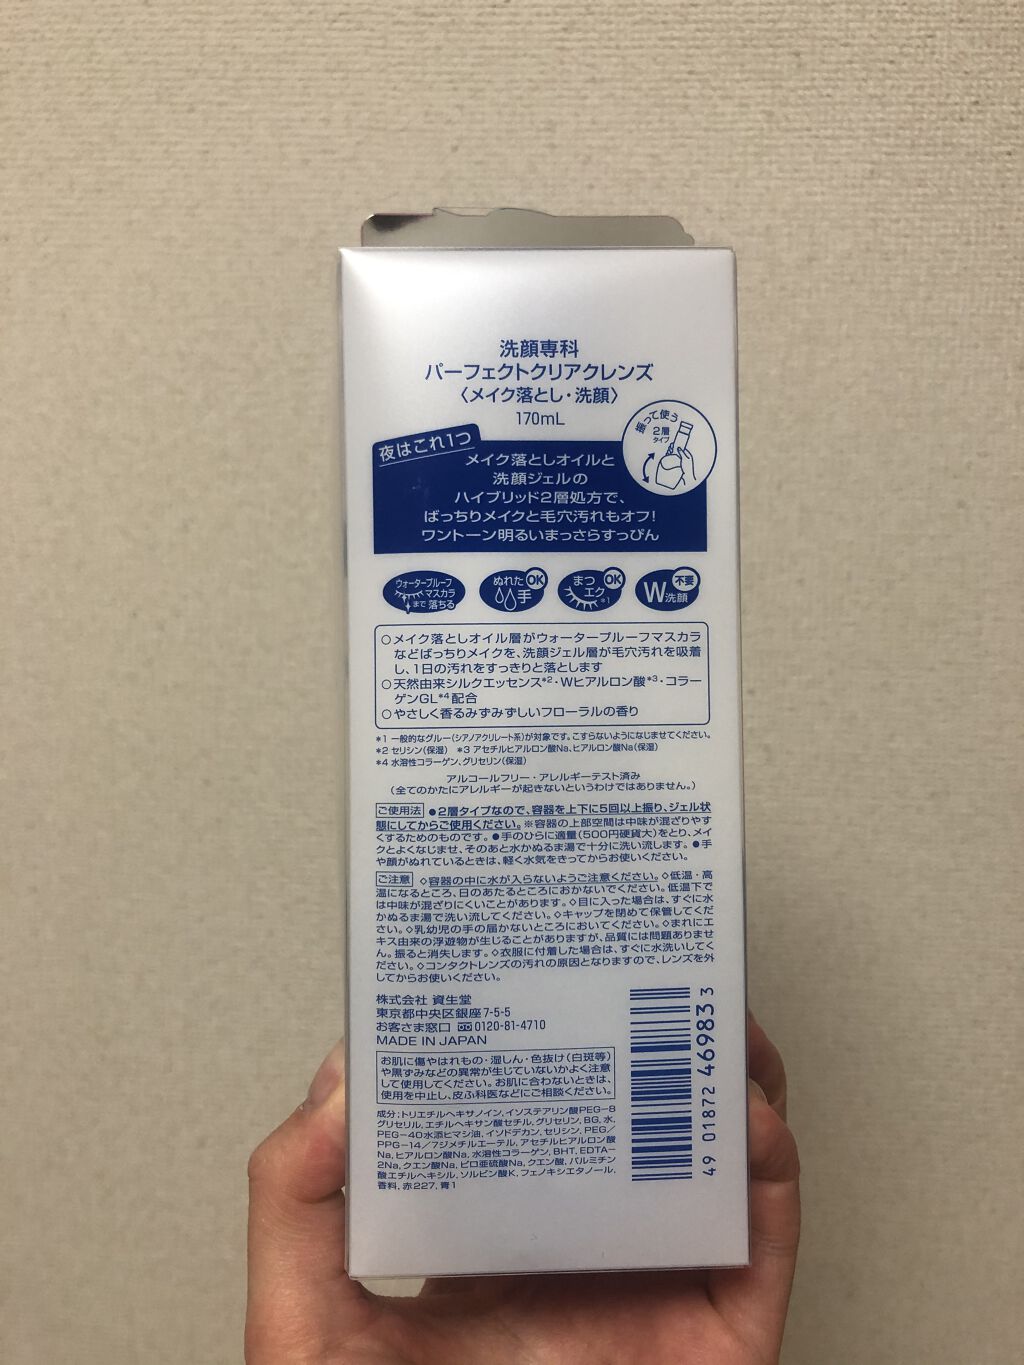 洗顔専科
パーフェクトクリアクレンズ
〈メイク落とし・洗顔〉
170mL
振って使う
2層
タイプ
夜はこれ1つ
メイク落としオイルと
洗顔ジェルの
ハイブリッド2層処方で、
ばっちりメイクと毛穴汚れもオフ!
ワントーン明るいまっさらすっぴん
ウォータープルーフ
マスカラ
まで落ちる
ぬれた
手
OK
まつ
エク
*1
OK
W洗顔
不要
○メイク落としオイル層がウォータープルーフマスカラ
などばっちりメイクを、洗顔ジェル層が毛穴汚れを吸着
し、1日の汚れをすっきりと落とします
○天然由来シルクエッセンス*2・Wヒアルロン酸*3・コラー
ゲンGL*4配合
○やさしく香るみずみずしいフローラルの香り
*1 一般的なグルー(シアノアクリレート系)が対象です。こすらないようになじませてください。
*2 セリシン(保湿) *3 アセチルヒアルロン酸Na、ヒアルロン酸Na(保湿)
*4 水溶性コラーゲン、グリセリン(保湿)
アルコールフリー・アレルギーテスト済み
(全てのかたにアレルギーが起きないというわけではありません。)
ご使用法 ●2層タイプなので、容器を上下に5回以上振り、ジェル状
態にしてからご使用ください。※容器の上部空間は中味が混ざりやす
くするためのものです。●手のひらに適量(500円硬貨大)をとり、メイ
クとよくなじませ、そのあと水かぬるま湯で十分に洗い流します。●手
や顔がぬれているときは、軽く水気をきってからお使いください。
ご注意 ◇容器の中に水が入らないようご注意ください。◇低温・高
温になるところ、日のあたるところにおかないでください。低温下で
は中味が混ざりにくいことがあります。◇目に入った場合は、すぐに水
かぬるま湯で洗い流してください。◇キャップを閉めて保管してくだ
さい。◇乳幼児の手の届かないところにおいてください。◇まれにエ
キス由来の浮遊物が生じることがありますが、品質には問題ありませ
ん。振ると消失します。◇衣服に付着した場合は、すぐに水洗いしてく
ださい。◇コンタクトレンズの汚れの原因となりますので、レンズを外
してからお使いください。
株式会社 資生堂
東京都中央区銀座7-5-5
お客さま窓口 0120-81-4710
MADE IN JAPAN
お肌に傷やはれもの・湿しん・色抜け(白斑等)
や黒ずみなどの異常が生じていないかよく注意
して使用してください。お肌に合わないときは、
使用を中止し、皮ふ科医などにご相談ください。
成分:トリエチルヘキサノイン, イソステアリン酸PEG-8
グリセリル, エチルヘキサン酸セチル, グリセリン, BG, 水,
PEG-40水添ヒマシ油, イソドデカン, セリシン, PEG/
PPG-14/7ジメチルエーテル, アセチルヒアルロン酸
Na, ヒアルロン酸Na, 水溶性コラーゲン, BHT, EDTA-
2Na, クエン酸Na, ピロ亜硫酸Na, クエン酸, パルミチン
酸エチルヘキシル, ソルビン酸K, フェノキシエタノール,
香料, 赤227, 青1
49 01872 46983 3